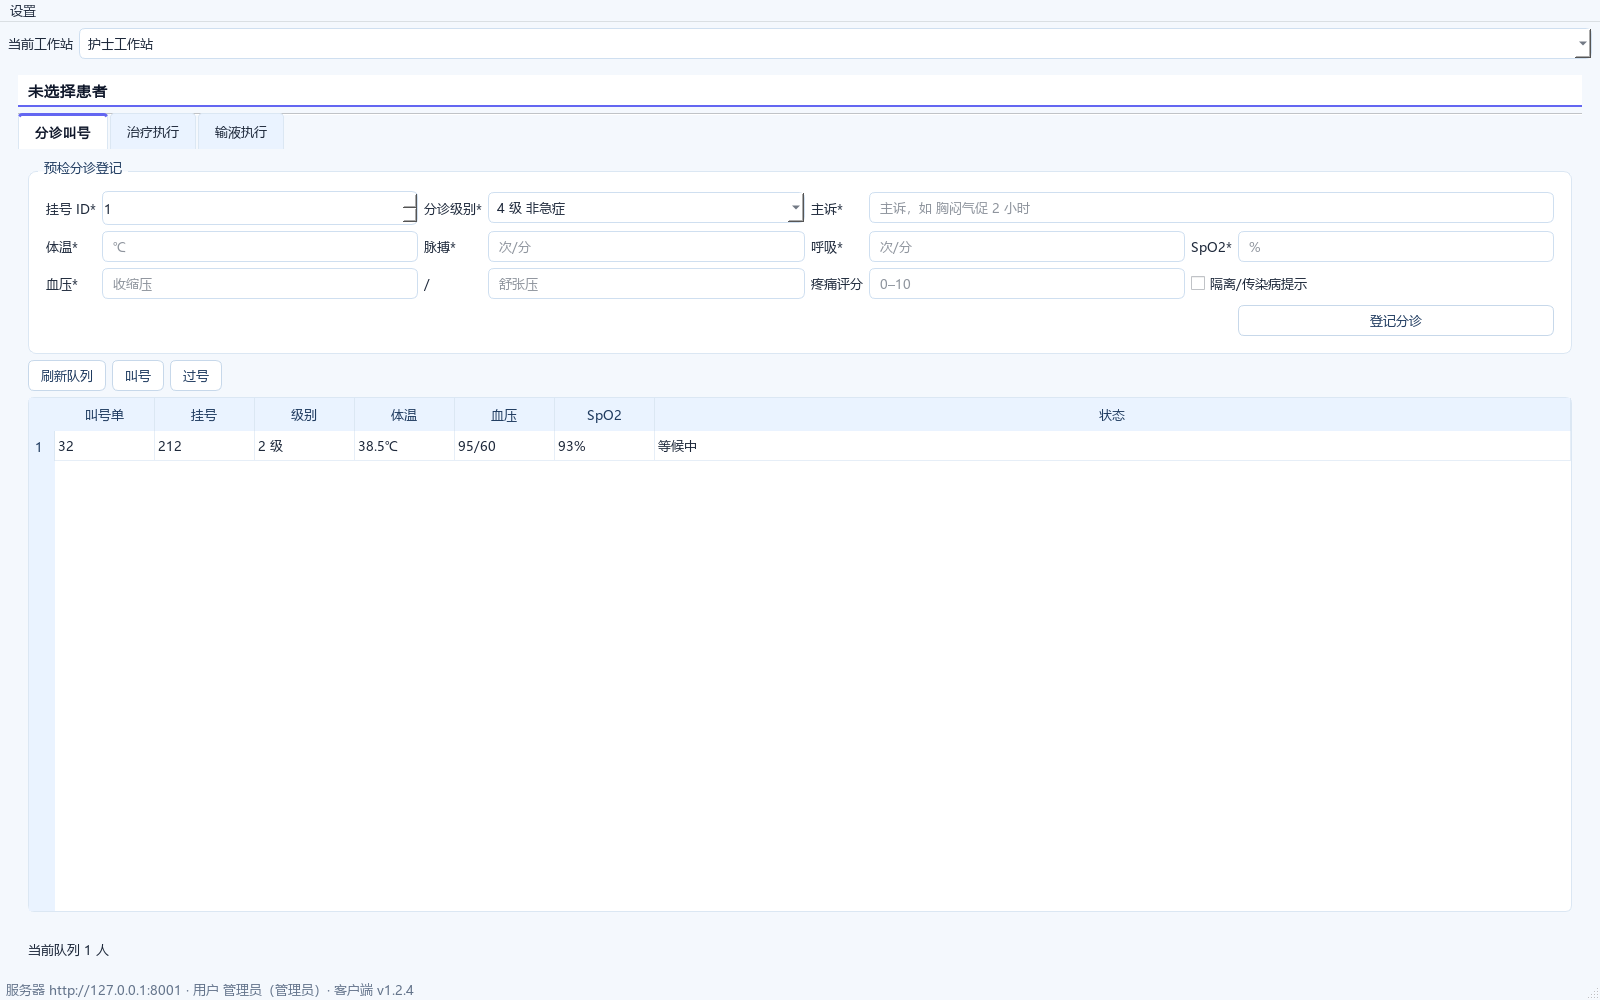 设置
当前工作站 护士工作站
未选择患者
分诊叫号 治疗执行 输液执行
预检分诊登记
挂号 ID* 1 分诊级别* 4 级 非急症 主诉* 主诉，如 胸闷气促 2 小时
体温* ℃ 脉搏* 次/分 呼吸* 次/分 SpO2* %
血压* 收缩压 / 舒张压 疼痛评分 0–10 隔离/传染病提示
登记分诊
刷新队列 叫号 过号
叫号单 挂号 级别 体温 血压 SpO2 状态
1 32 212 2 级 38.5℃ 95/60 93% 等候中
当前队列 1 人
服务器 http://127.0.0.1:8001 · 用户 管理员（管理员）· 客户端 v1.2.4